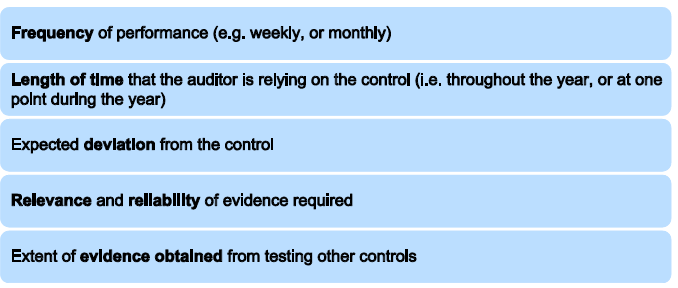 Frequency of performance (e.g. weekly, or monthly)
Length of time that the auditor is relying on the control (i.e. throughout the year, or at one
point during the year)
Expected deviation from the control
Relevance and reliability of evidence required
Extent of evidence obtained from testing other controls